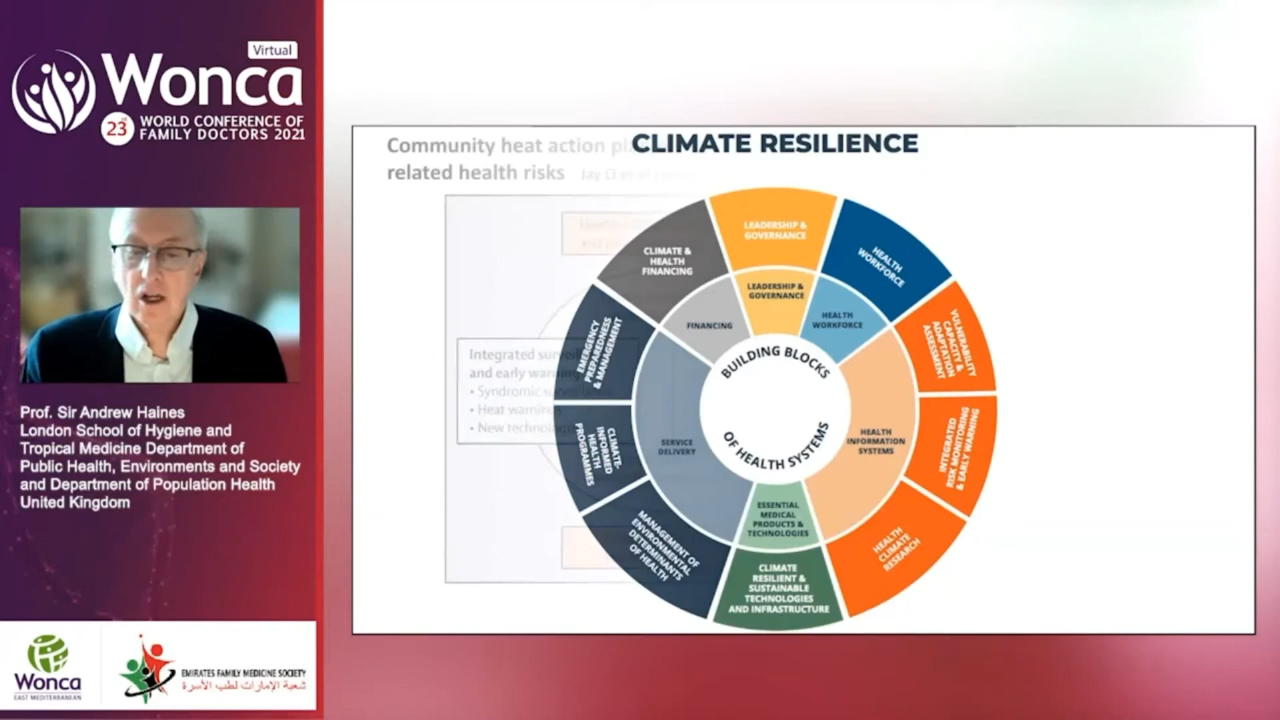 Virtual
Wonca
23rd
WORLD CONFERENCE OF
FAMILY DOCTORS 2021
Prof. Sir Andrew Haines
London School of Hygiene and
Tropical Medicine Department of
Public Health, Environments and Society
and Department of Population Health
United Kingdom
Wonca
EAST MEDITERRANEAN
EMIRATES FAMILY MEDICINE SOCIETY
شعبة الإمارات لطب الأسرة
CLIMATE RESILIENCE
Community heat action
related health risks
Integrated
and early
• Syndromic
• Heat
• New
LEADERSHIP &
GOVERNANCE
HEALTH
WORKFORCE
VULNERABILITY
CAPACITY &
ADAPTATION
ASSESSMENT
INTEGRATED
RISK MONITORING
& EARLY WARNING
HEALTH
CLIMATE
RESEARCH
CLIMATE
RESILIENT &
SUSTAINABLE
TECHNOLOGIES
AND INFRASTRUCTURE
MANAGEMENT OF
ENVIRONMENTAL
DETERMINANTS
OF HEALTH
CLIMATE-
INFORMED
HEALTH
PROGRAMMES
EMERGENCY
PREPAREDNESS
& MANAGEMENT
CLIMATE &
HEALTH
FINANCING
LEADERSHIP &
GOVERNANCE
HEALTH
WORKFORCE
HEALTH
INFORMATION
SYSTEMS
ESSENTIAL
MEDICAL
PRODUCTS &
TECHNOLOGIES
SERVICE
DELIVERY
FINANCING
BUILDING BLOCKS
OF HEALTH SYSTEMS